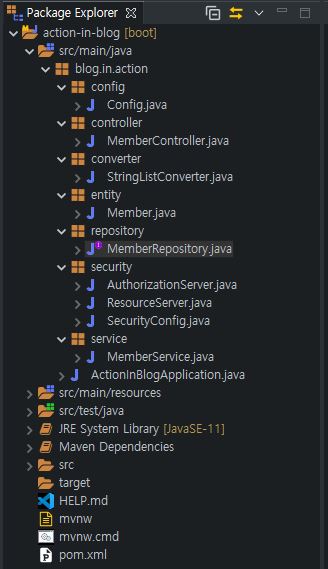 Package Explorer
action-in-blog [boot]
src/main/java
blog.in.action
config
Config.java
controller
MemberController.java
converter
StringListConverter.java
entity
Member.java
repository
MemberRepository.java
security
AuthorizationServer.java
ResourceServer.java
SecurityConfig.java
service
MemberService.java
ActionInBlogApplication.java
src/main/resources
src/test/java
JRE System Library [JavaSE-11]
Maven Dependencies
src
target
HELP.md
mvnw
mvnw.cmd
pom.xml